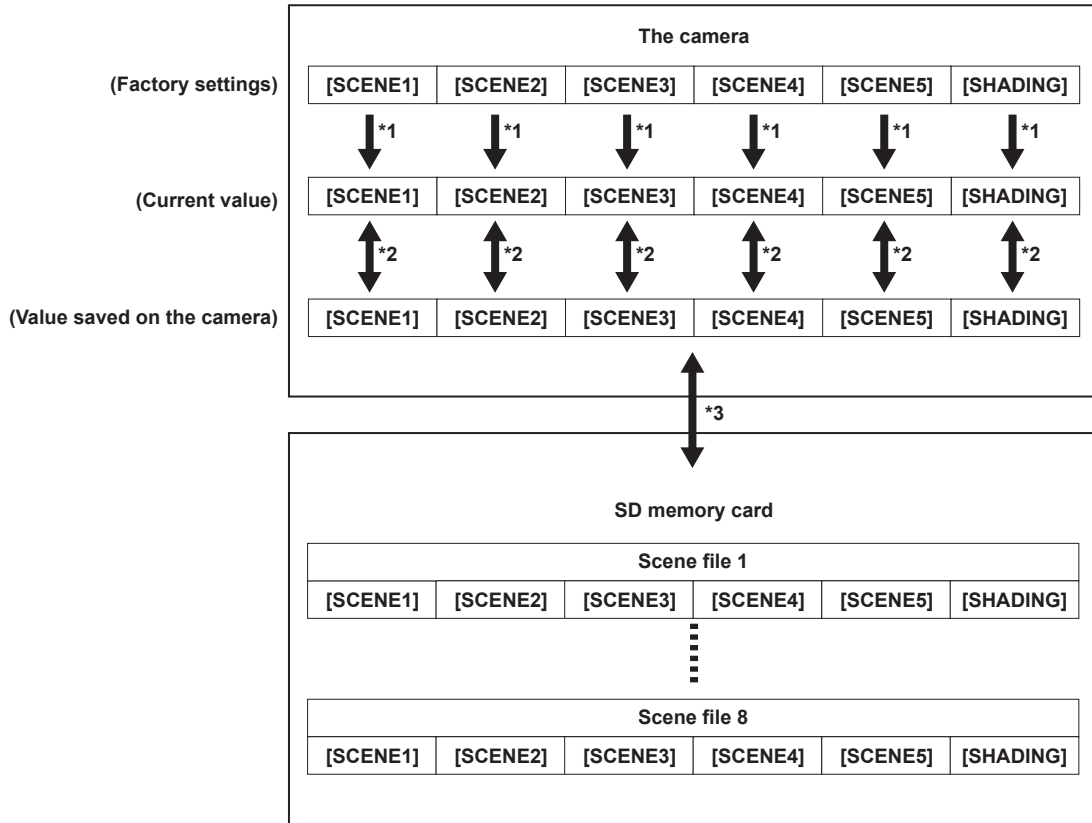 The camera
(Factory settings) [SCENE1] [SCENE2] [SCENE3] [SCENE4] [SCENE5] [SHADING]
*1 *1 *1 *1 *1 *1
(Current value) [SCENE1] [SCENE2] [SCENE3] [SCENE4] [SCENE5] [SHADING]
*2 *2 *2 *2 *2 *2
(Value saved on the camera) [SCENE1] [SCENE2] [SCENE3] [SCENE4] [SCENE5] [SHADING]
*3
SD memory card
Scene file 1
[SCENE1] [SCENE2] [SCENE3] [SCENE4] [SCENE5] [SHADING]
Scene file 8
[SCENE1] [SCENE2] [SCENE3] [SCENE4] [SCENE5] [SHADING]